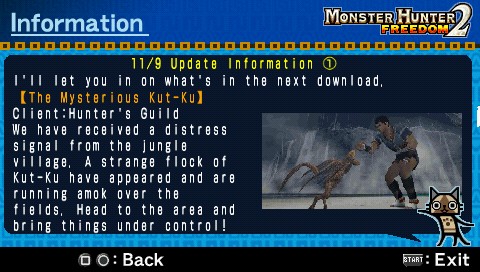 Information
MONSTER HUNTER
FREEDOM 2
11/9 Update Information ①
I'll let you in on what's in the next download.
【The Mysterious Kut-Ku】
Client:Hunter's Guild
We have received a distress
signal from the jungle
village. A strange flock of
Kut-Ku have appeared and are
running amok over the
fields. Head to the area and
bring things under control!
□○: Back
START: Exit